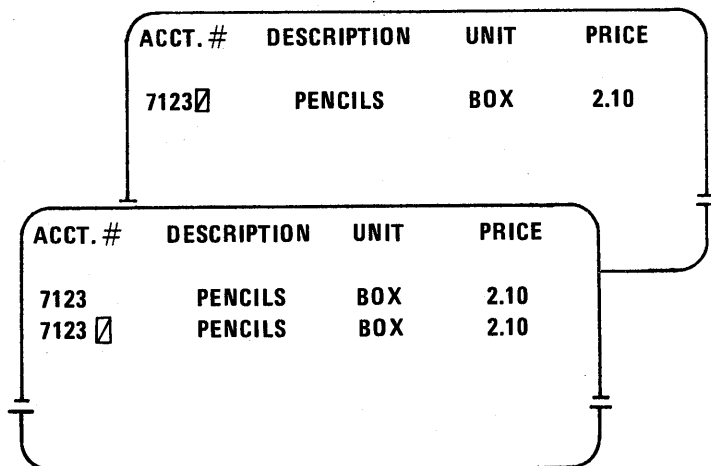 ACCT. # DESCRIPTION UNIT PRICE
7123 PENCILS BOX 2.10
ACCT. # DESCRIPTION UNIT PRICE
7123 PENCILS BOX 2.10
7123 PENCILS BOX 2.10